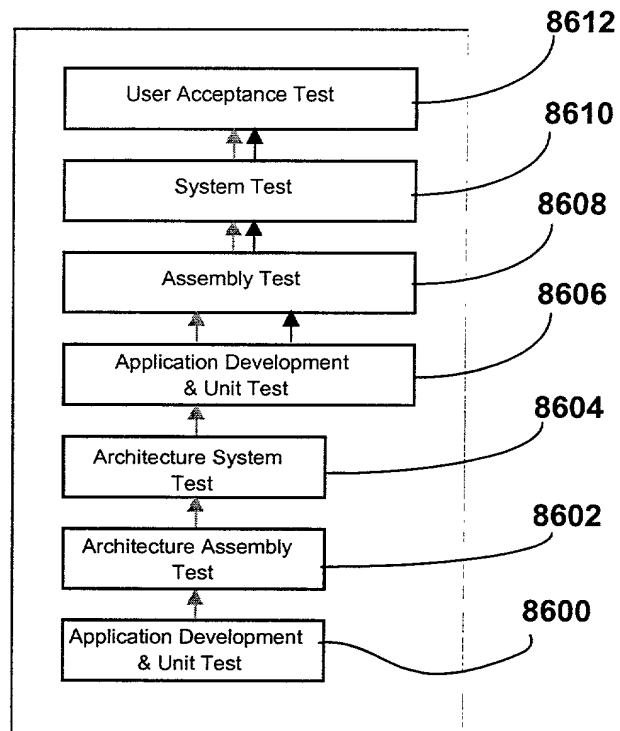 8612
User Acceptance Test
8610
System Test
8608
Assembly Test
8606
Application Development
& Unit Test
8604
Architecture System
Test
8602
Architecture Assembly
Test
8600
Application Development
& Unit Test